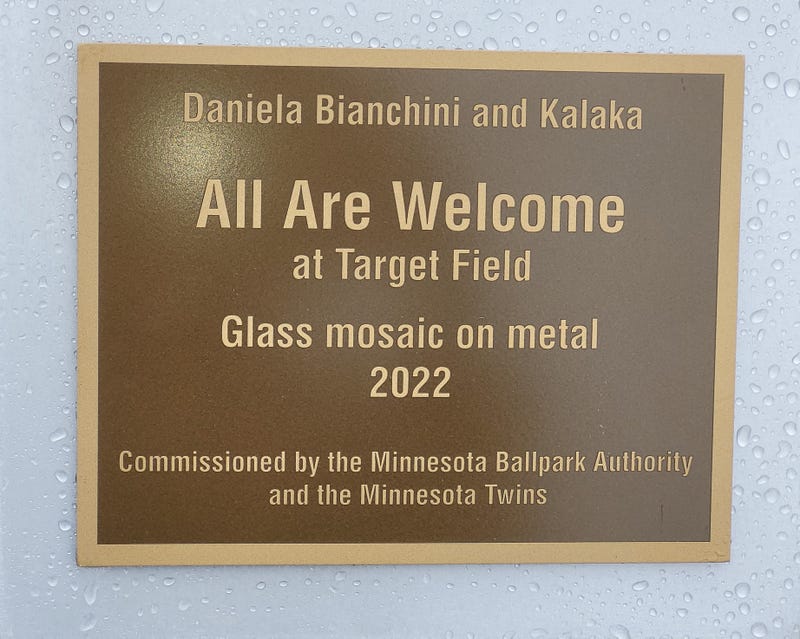 Daniela Bianchini and Kalaka
All Are Welcome
at Target Field
Glass mosaic on metal
2022
Commissioned by the Minnesota Ballpark Authority
and the Minnesota Twins